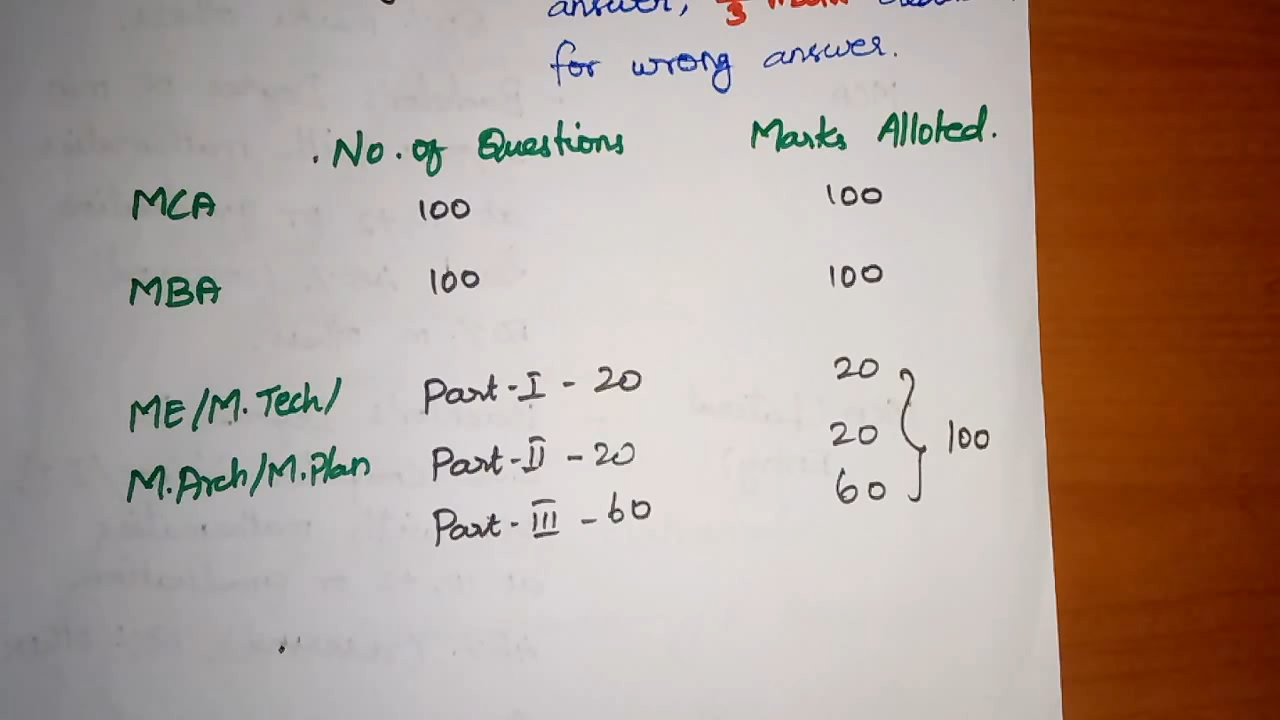 answer,
for wrong answer.
No. of Questions Marks Alloted.
MCA 100 100
MBA 100 100
ME/M.Tech/ Part-I - 20 20
M.Arch/M.Plan Part-II - 20 20 100
Part-III - 60 60